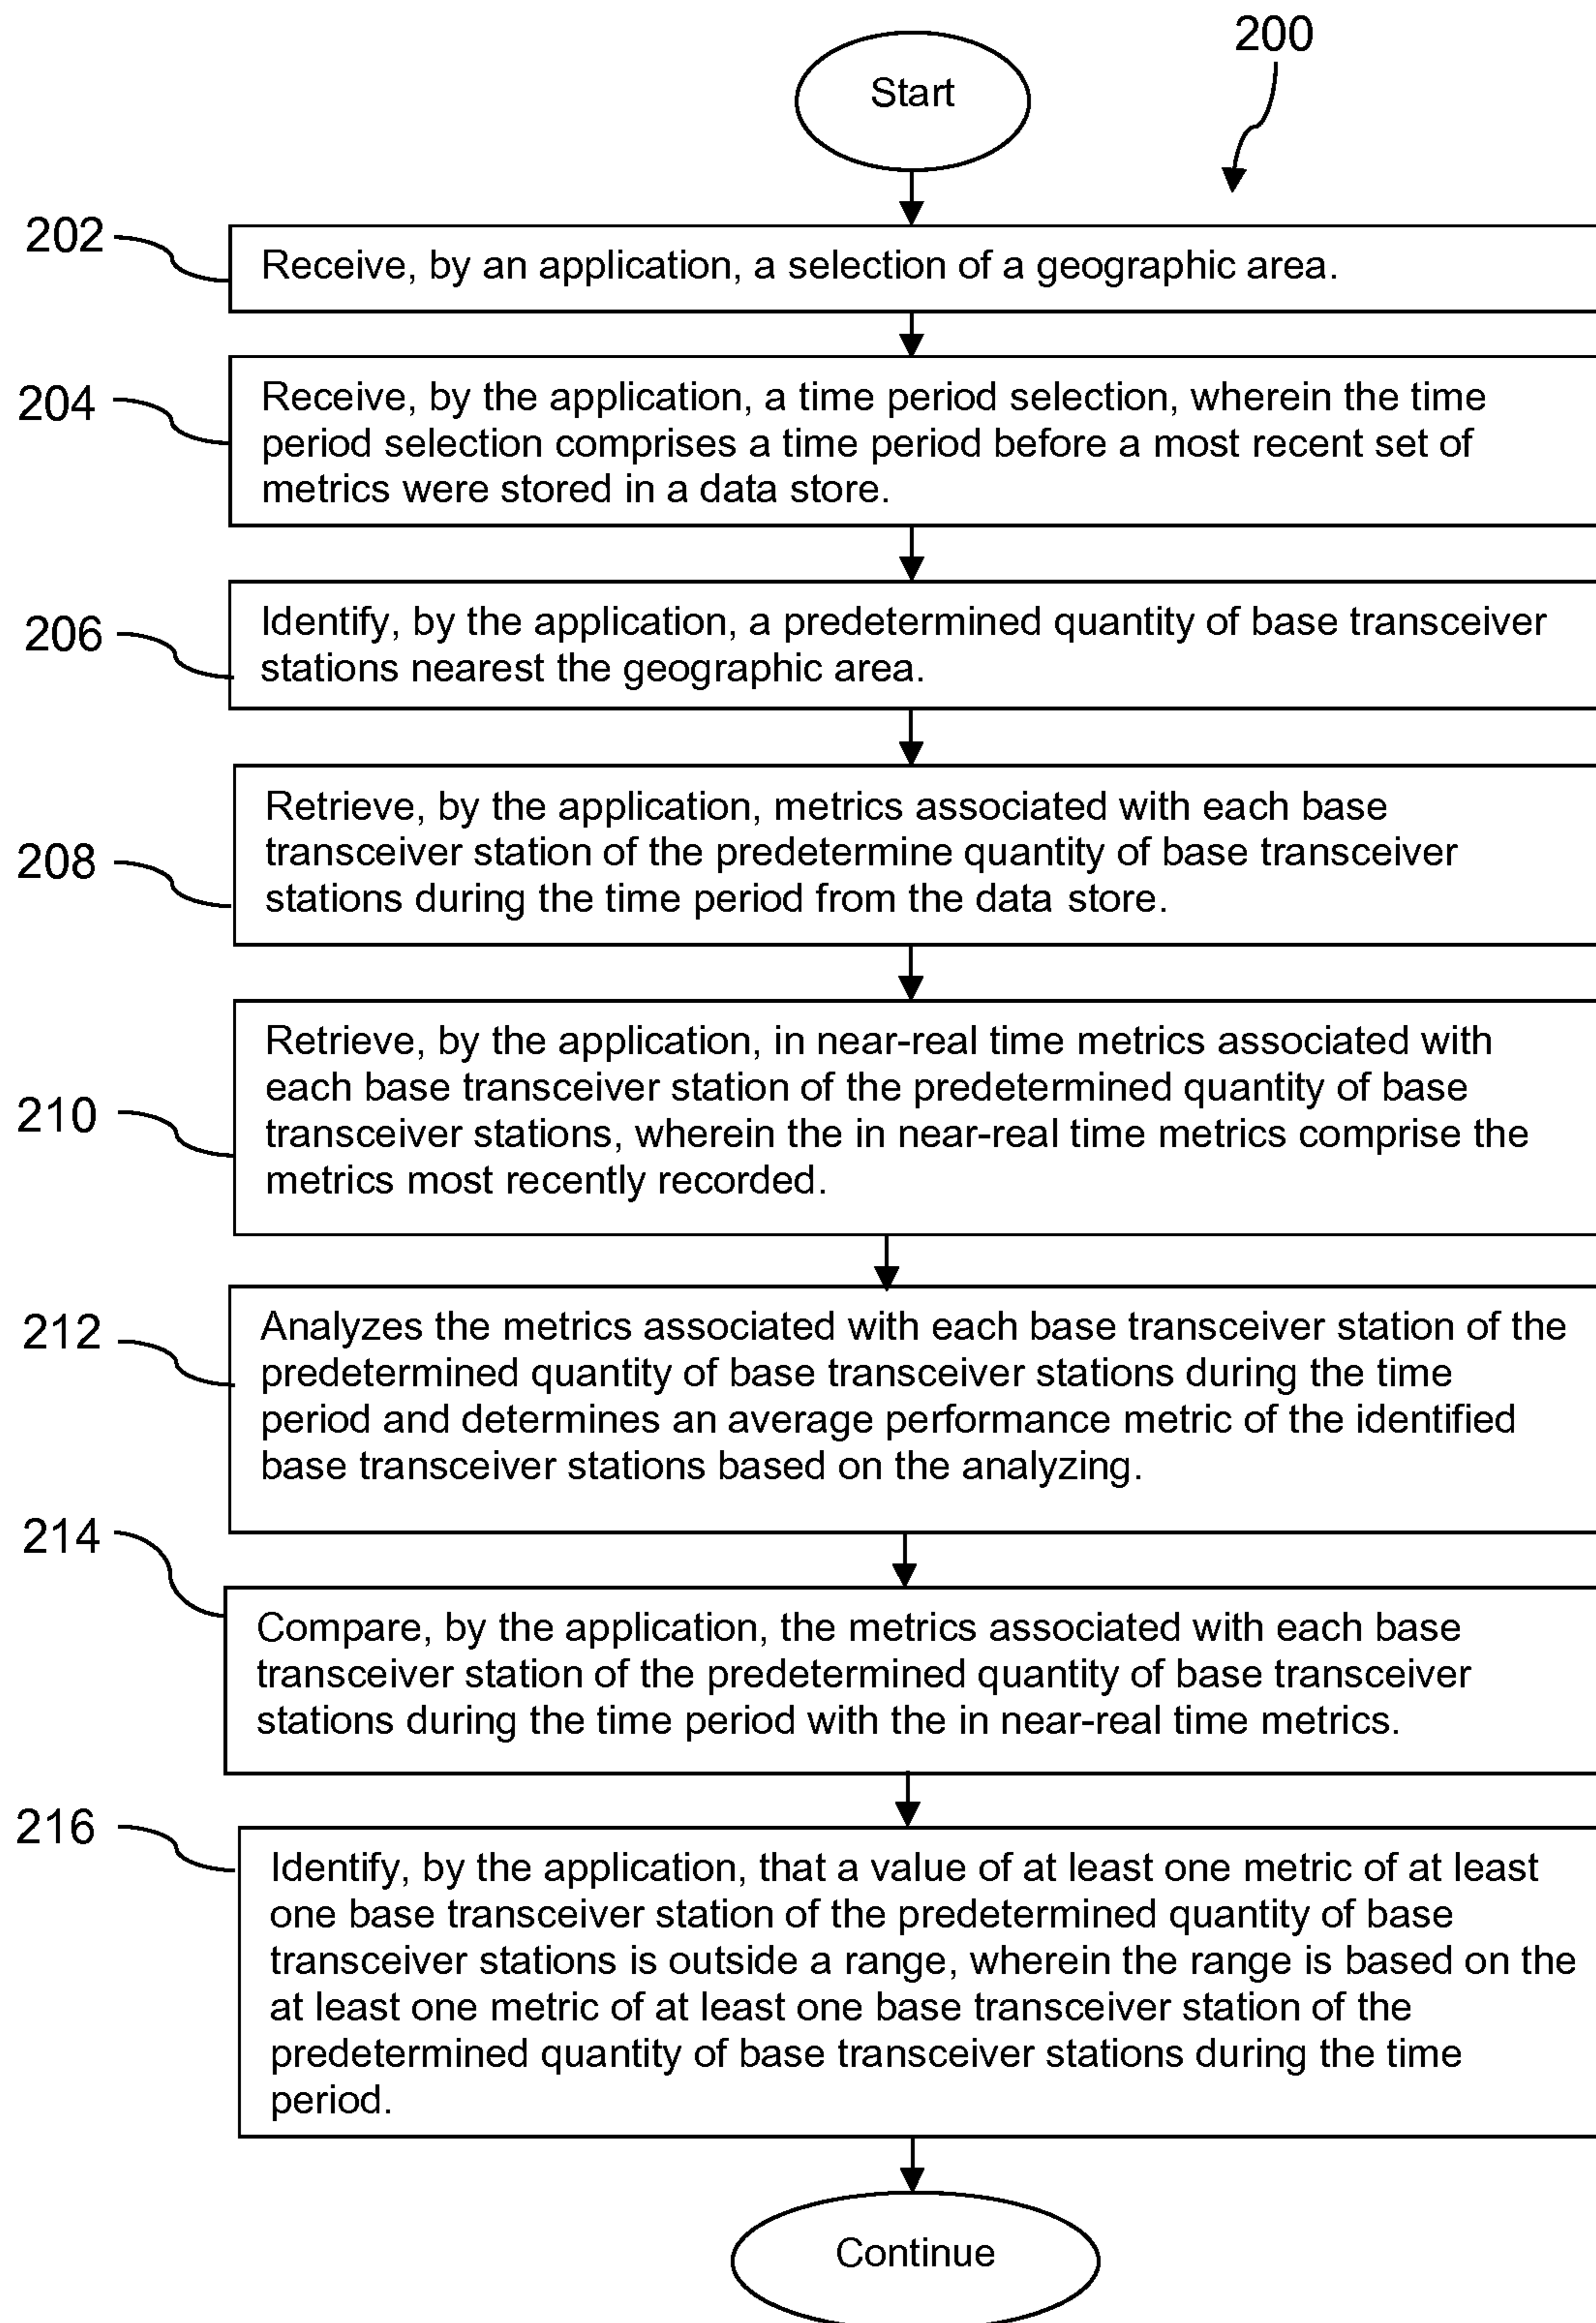 200
Start
202
Receive, by an application, a selection of a geographic area.
204
Receive, by the application, a time period selection, wherein the time
period selection comprises a time period before a most recent set of
metrics were stored in a data store.
206
Identify, by the application, a predetermined quantity of base transceiver
stations nearest the geographic area.
208
Retrieve, by the application, metrics associated with each base
transceiver station of the predetermine quantity of base transceiver
stations during the time period from the data store.
210
Retrieve, by the application, in near-real time metrics associated with
each base transceiver station of the predetermined quantity of base
transceiver stations, wherein the in near-real time metrics comprise the
metrics most recently recorded.
212
Analyzes the metrics associated with each base transceiver station of the
predetermined quantity of base transceiver stations during the time
period and determines an average performance metric of the identified
base transceiver stations based on the analyzing.
214
Compare, by the application, the metrics associated with each base
transceiver station of the predetermined quantity of base transceiver
stations during the time period with the in near-real time metrics.
216
Identify, by the application, that a value of at least one metric of at least
one base transceiver station of the predetermined quantity of base
transceiver stations is outside a range, wherein the range is based on the
at least one metric of at least one base transceiver station of the
predetermined quantity of base transceiver stations during the time
period.
Continue